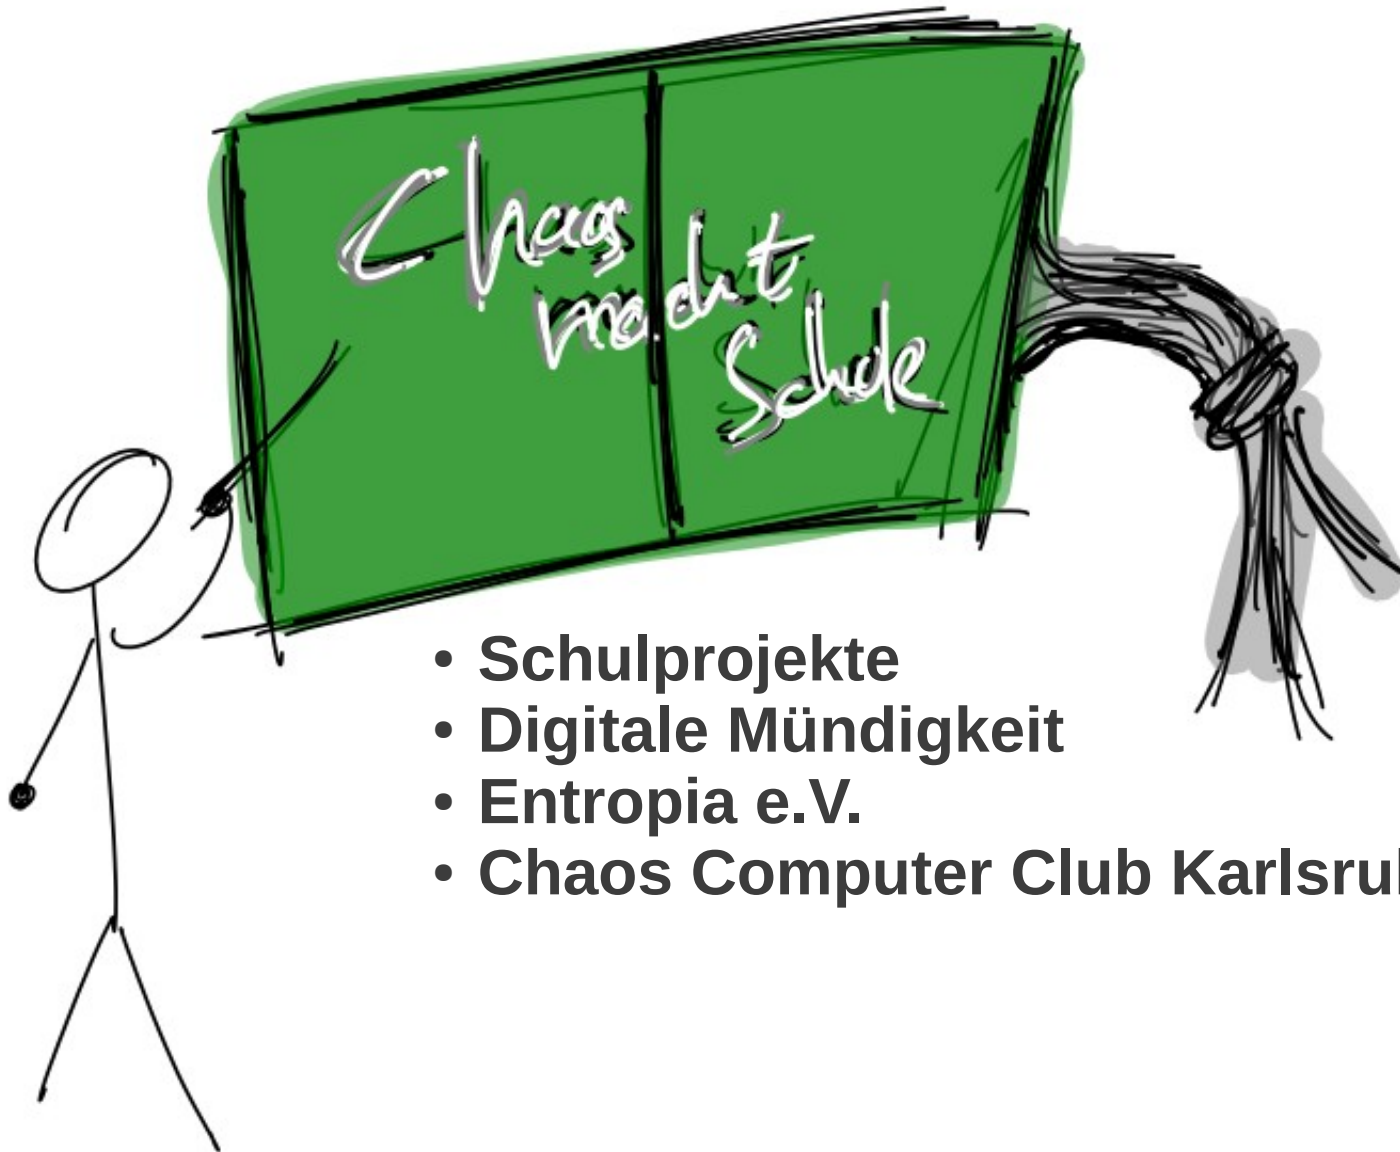 Chaos
macht
Schule
• Schulprojekte
• Digitale Mündigkeit
• Entropia e.V.
• Chaos Computer Club Karlsru